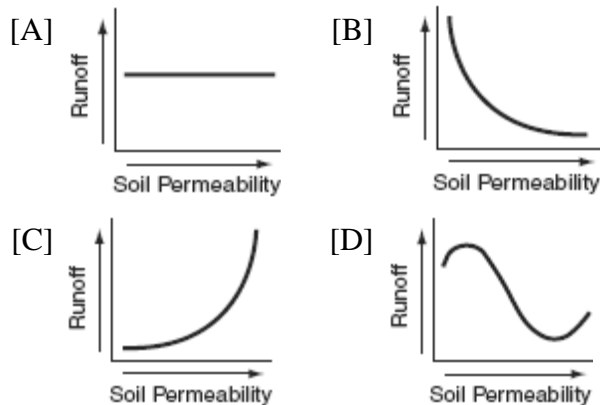 [A]
Runoff
Soil Permeability
[B]
Runoff
Soil Permeability
[C]
Runoff
Soil Permeability
[D]
Runoff
Soil Permeability